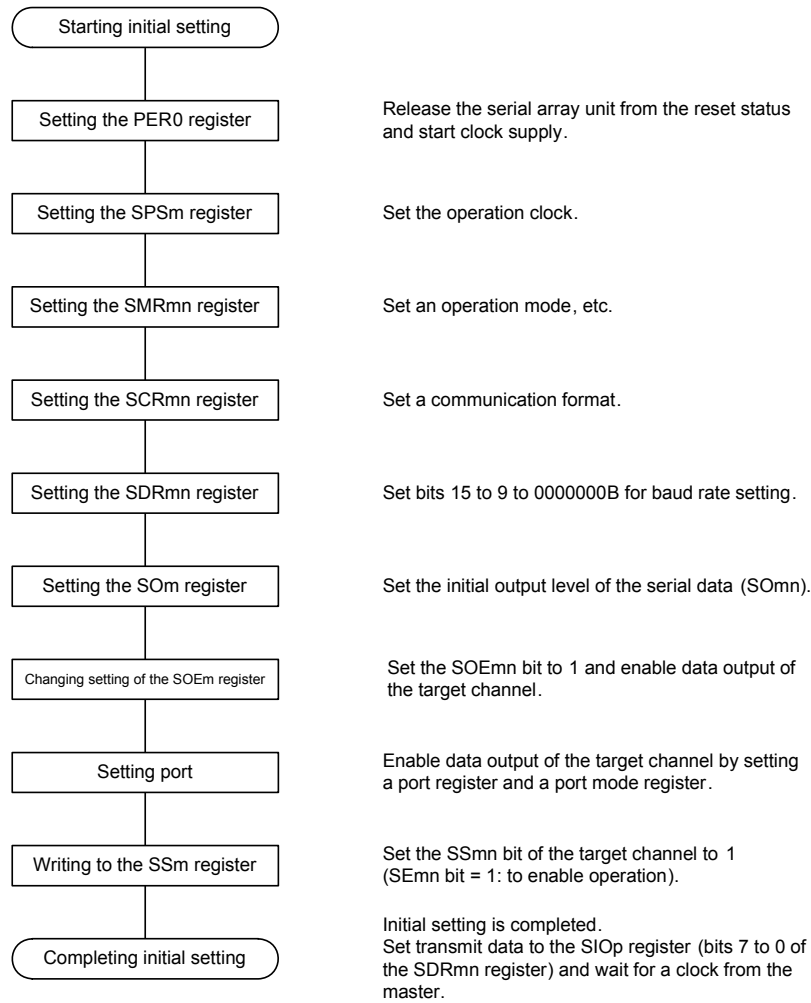 Starting initial setting
Setting the PER0 register
Release the serial array unit from the reset status
and start clock supply.
Setting the SPSm register
Set the operation clock.
Setting the SMRmn register
Set an operation mode, etc.
Setting the SCRmn register
Set a communication format.
Setting the SDRmn register
Set bits 15 to 9 to 0000000B for baud rate setting.
Setting the SOm register
Set the initial output level of the serial data (SOmn).
Changing setting of the SOEm register
Set the SOEmn bit to 1 and enable data output of
the target channel.
Setting port
Enable data output of the target channel by setting
a port register and a port mode register.
Writing to the SSm register
Set the SSmn bit of the target channel to 1
(SEmn bit = 1: to enable operation).
Completing initial setting
Initial setting is completed.
Set transmit data to the SIOp register (bits 7 to 0 of
the SDRmn register) and wait for a clock from the
master.